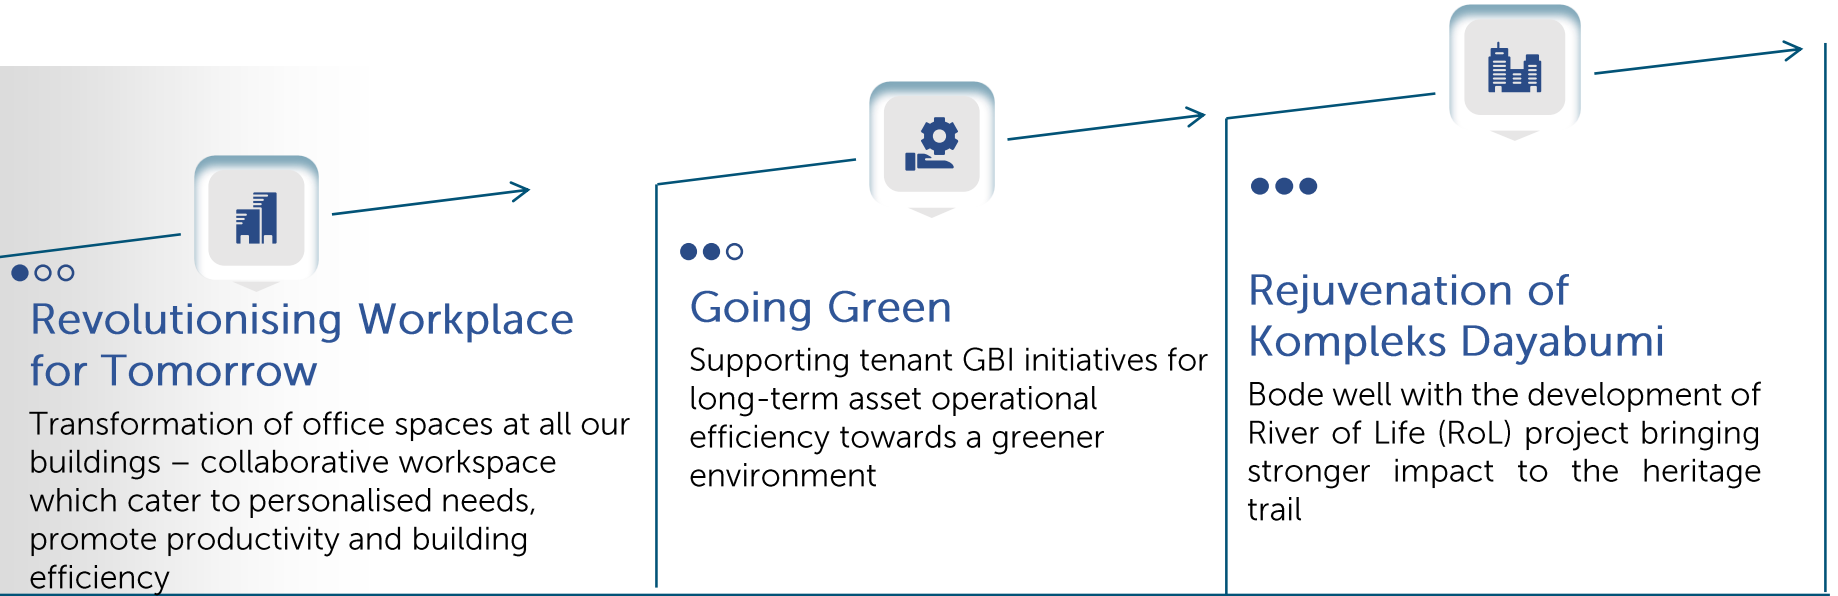 Revolutionising Workplace
for Tomorrow
Transformation of office spaces at all our
buildings – collaborative workspace
which cater to personalised needs,
promote productivity and building
efficiency
Going Green
Supporting tenant GBI initiatives for
long-term asset operational
efficiency towards a greener
environment
Rejuvenation of
Kompleks Dayabumi
Bode well with the development of
River of Life (RoL) project bringing
stronger impact to the heritage
trail